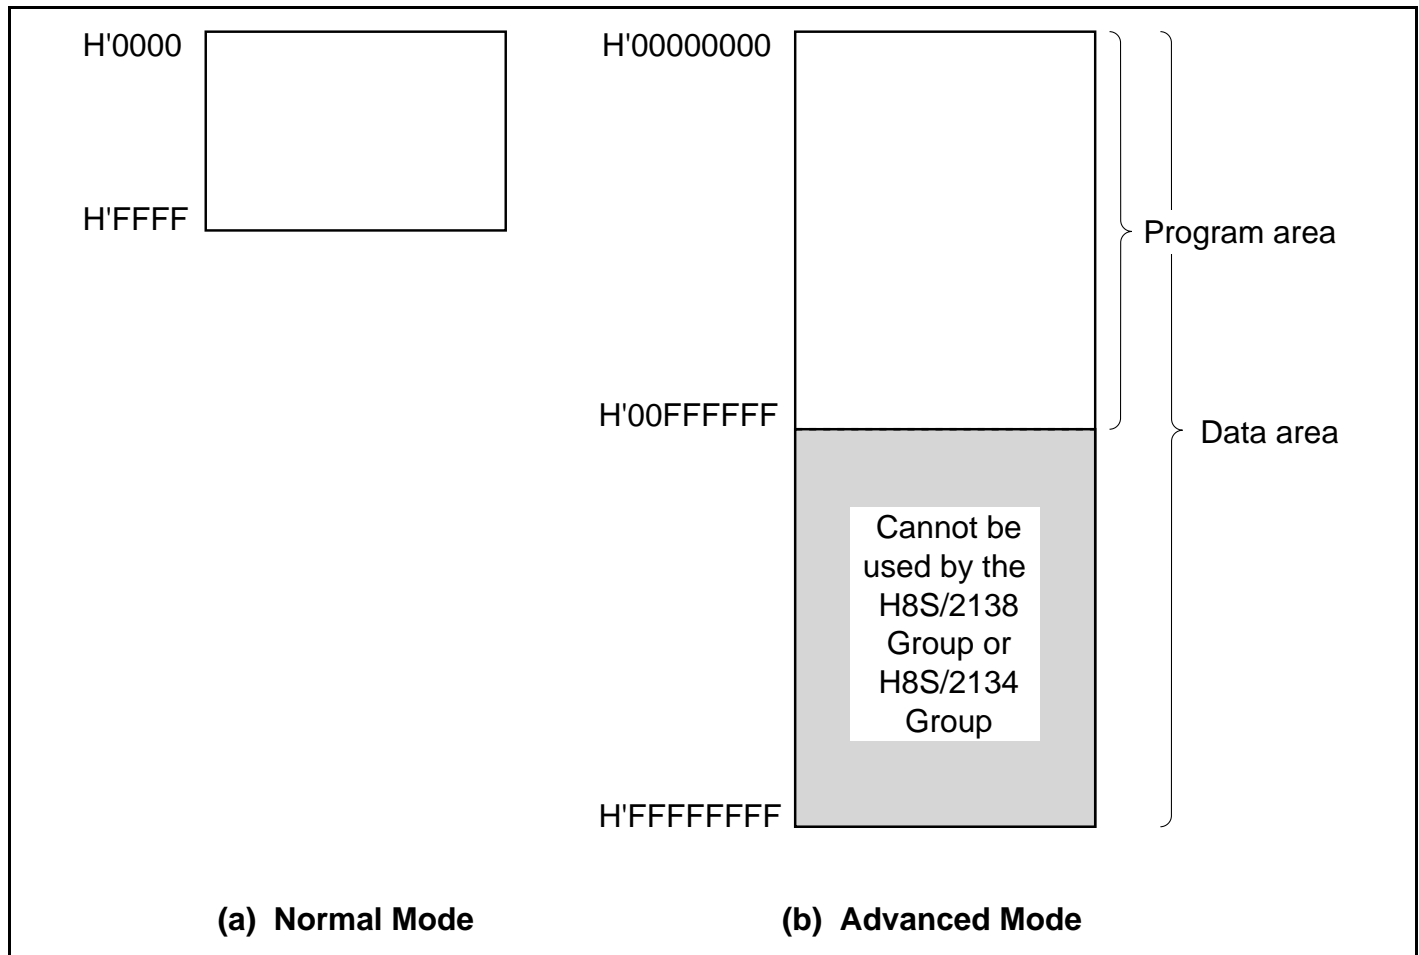 H'0000
H'FFFF
(a) Normal Mode
H'00000000
H'00FFFFFF
H'FFFFFFFF
Cannot be
used by the
H8S/2138
Group or
H8S/2134
Group
Program area
Data area
(b) Advanced Mode